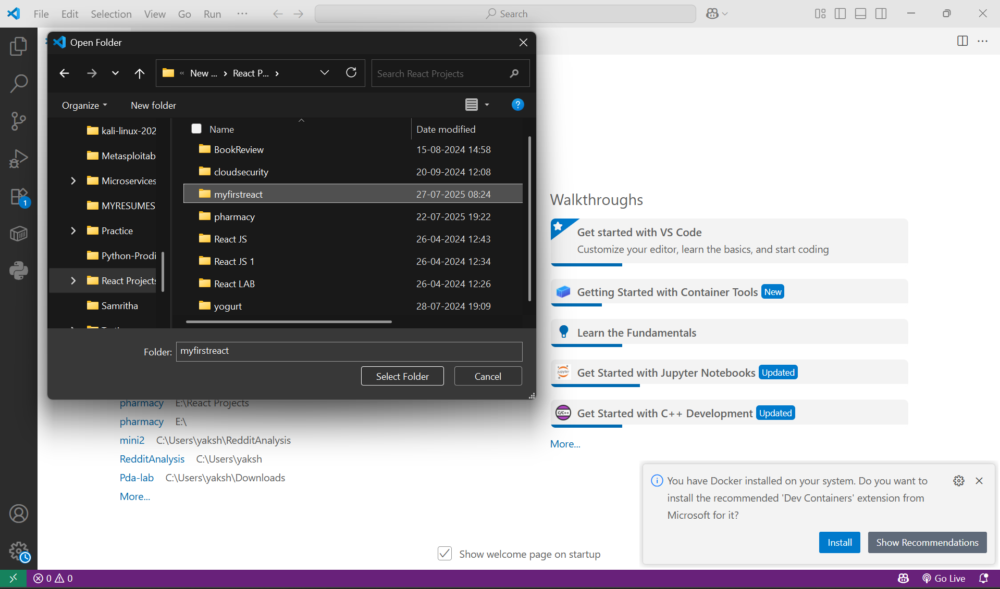 File Edit Selection View Go Run ··· Search
Open Folder
« New ... › React P... › Search React Projects
Organize New folder ?
Name Date modified
kali-linux-202
Metasploitab
Microservices
MYRESUMES
Practice
Python-Prodi
React Projects
Samritha
BookReview 15-08-2024 14:58
cloudsecurity 20-09-2024 12:08
myfirstreact 27-07-2025 08:24
pharmacy 22-07-2025 19:22
React JS 26-04-2024 12:43
React JS 1 26-04-2024 12:34
React LAB 26-04-2024 12:26
yogurt 28-07-2024 19:09
Folder: myfirstreact
Select Folder Cancel
1
pharmacy E:\React Projects
pharmacy E:\
mini2 C:\Users\yaksh\RedditAnalysis
RedditAnalysis C:\Users\yaksh
Pda-lab C:\Users\yaksh\Downloads
More...
Walkthroughs
Get started with VS Code
Customize your editor, learn the basics, and start coding
Getting Started with Container Tools New
Learn the Fundamentals
jupyter Get Started with Jupyter Notebooks Updated
C/C++ Get Started with C++ Development Updated
More...
You have Docker installed on your system. Do you want to
install the recommended 'Dev Containers' extension from
Microsoft for it?
Install Show Recommendations
Show welcome page on startup
0 0 Go Live